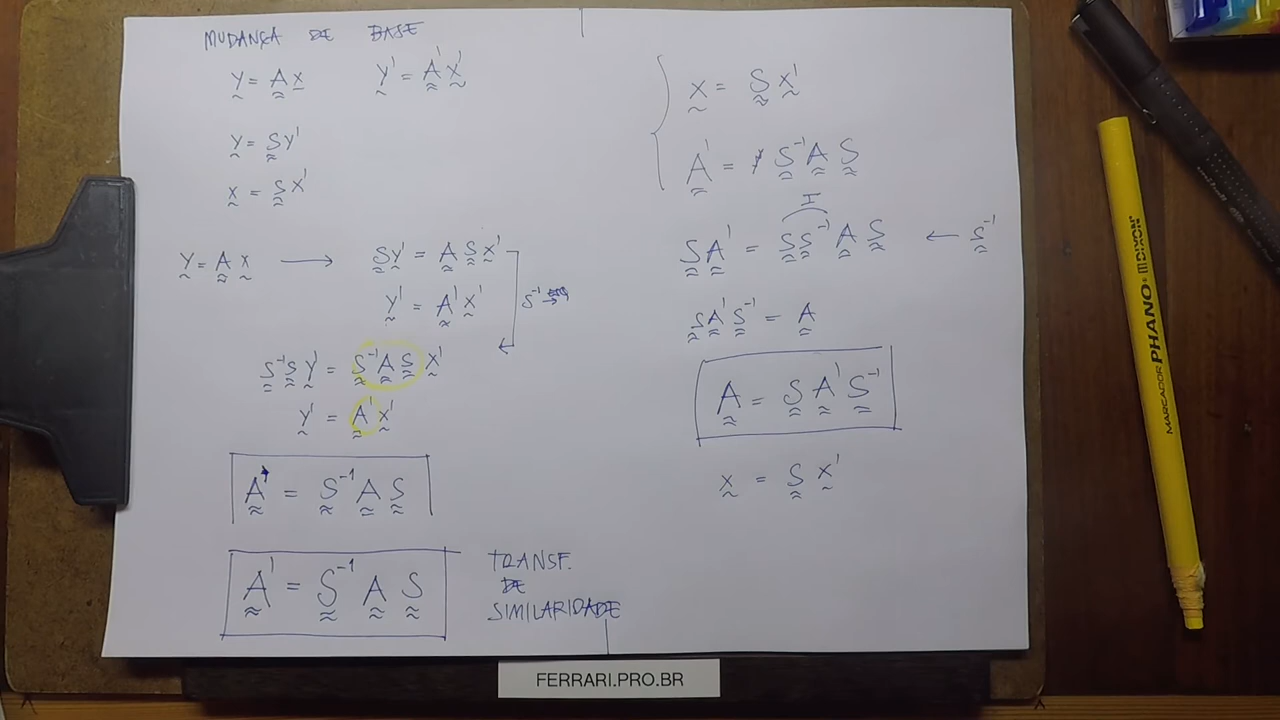 MUDANÇA DE BASE
y = A x   y' = A' x'
y = S y'
x = S x'
y = A x ⟶ S y' = A S x'
y' = A' x'
S⁻¹ →
S⁻¹ S y' = S⁻¹ A S x'
y' = A' x'
A' = S⁻¹ A S
A' = S⁻¹ A S
TRANSF.
DE
SIMILARIDADE
x = S x'
A' = S⁻¹ A S
I
S A' = S S⁻¹ A S ⟵ S⁻¹
S A' S⁻¹ = A
A = S A' S⁻¹
x = S x'
FERRARI.PRO.BR
MARCADOR PHANO DIXON